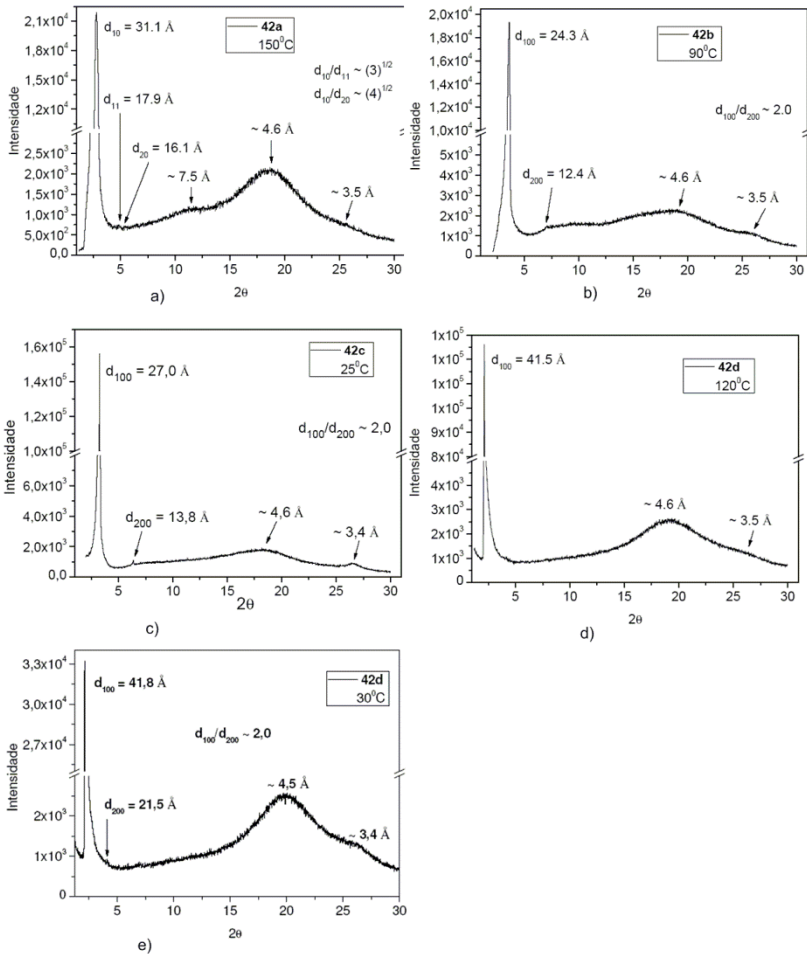 Intensidade
2,1x10⁴
1,8x10⁴
1,5x10⁴
1,2x10⁴
2,5x10³
2,0x10³
1,5x10³
1,0x10³
5,0x10²
0,0
d₁₀ = 31.1 Å
d₁₁ = 17.9 Å
d₂₀ = 16.1 Å
~ 7.5 Å
~ 4.6 Å
~ 3.5 Å
42a
150⁰C
d₁₀/d₁₁ ~ (3)^1/2
d₁₀/d₂₀ ~ (4)^1/2
5 10 15 20 25 30
2θ
a)
Intensidade
2,0x10⁴
1,8x10⁴
1,6x10⁴
1,4x10⁴
1,2x10⁴
1,0x10⁴
5x10³
4x10³
3x10³
2x10³
1x10³
0
d₁₀₀ = 24.3 Å
42b
90⁰C
d₁₀₀/d₂₀₀ ~ 2.0
d₂₀₀ = 12.4 Å
~ 4.6 Å
~ 3.5 Å
5 10 15 20 25 30
2θ
b)
Intensidade
1,6x10⁵
1,4x10⁵
1,2x10⁵
1,0x10⁵
6,0x10³
4,0x10³
2,0x10³
0,0
d₁₀₀ = 27,0 Å
42c
25⁰C
d₁₀₀/d₂₀₀ ~ 2,0
d₂₀₀ = 13,8 Å
~ 4,6 Å
~ 3,4 Å
5 10 15 20 25 30
2θ
c)
Intensidade
1x10⁵
1x10⁵
1x10⁵
1x10⁵
8x10⁴
4x10³
3x10³
2x10³
1x10³
0
d₁₀₀ = 41.5 Å
42d
120⁰C
~ 4.6 Å
~ 3.5 Å
5 10 15 20 25 30
2θ
d)
Intensidade
3,3x10⁴
3,0x10⁴
2,7x10⁴
2x10³
1x10³
0
d₁₀₀ = 41,8 Å
42d
30⁰C
d₁₀₀/d₂₀₀ ~ 2,0
d₂₀₀ = 21,5 Å
~ 4,5 Å
~ 3,4 Å
5 10 15 20 25 30
2θ
e)